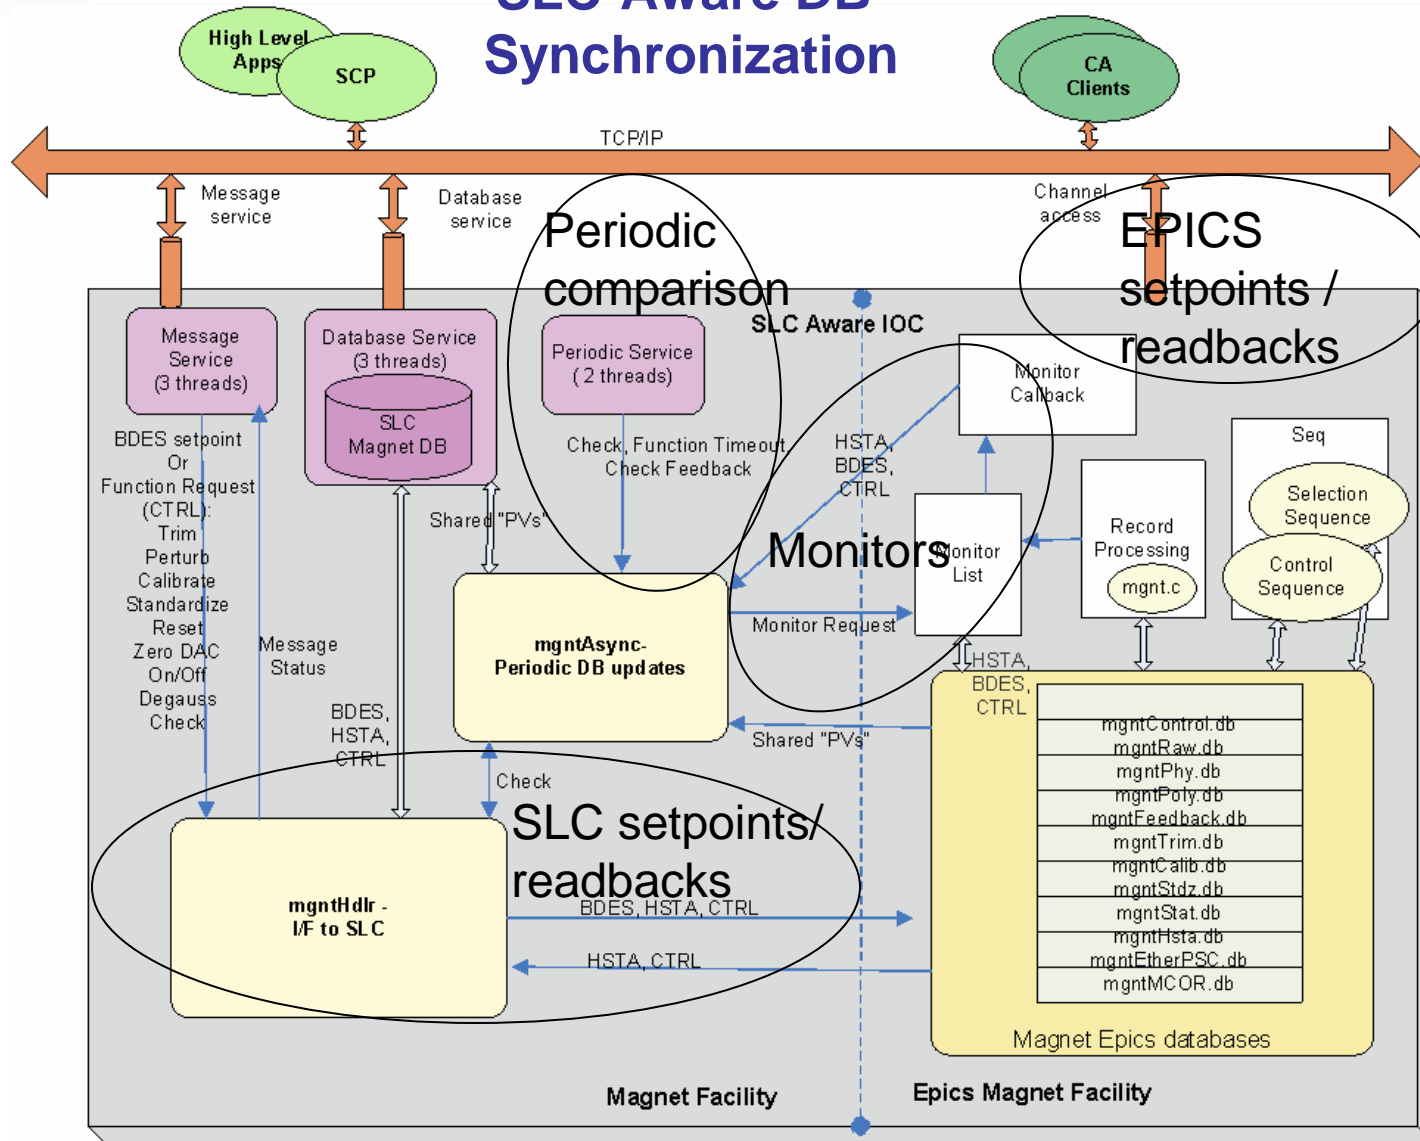 SLC-Aware DB
Synchronization
High Level
Apps
SCP
CA
Clients
TCP/IP
Message
service
Database
service
Channel
access
Periodic
comparison
EPICS
setpoints /
readbacks
SLC Aware IOC
Message
Service
(3 threads)
Database Service
(3 threads)
SLC
Magnet DB
Periodic Service
( 2 threads)
Monitor
Callback
BDES setpoint
Or
Function Request
(CTRL):
Trim
Perturb
Calibrate
Standardize
Reset
Zero DAC
On/Off
Degauss
Check
Message
Status
Check, Function Timeout,
Check Feedback
HSTA,
BDES,
CTRL
Seq
Selection
Sequence
Control
Sequence
Shared "PVs"
Monitors
Monitor
List
Record
Processing
mgnt.c
Monitor Request
mgntAsync-
Periodic DB updates
BDES,
HSTA,
CTRL
HSTA,
BDES,
CTRL
Shared "PVs"
Check
SLC setpoints/
readbacks
mgntHdlr -
I/F to SLC
BDES, HSTA, CTRL
HSTA, CTRL
mgntControl.db
mgntRaw.db
mgntPhy.db
mgntPoly.db
mgntFeedback.db
mgntTrim.db
mgntCalib.db
mgntStdz.db
mgntStat.db
mgntHsta.db
mgntEtherPSC.db
mgntMCOR.db
Magnet Epics databases
Magnet Facility
Epics Magnet Facility